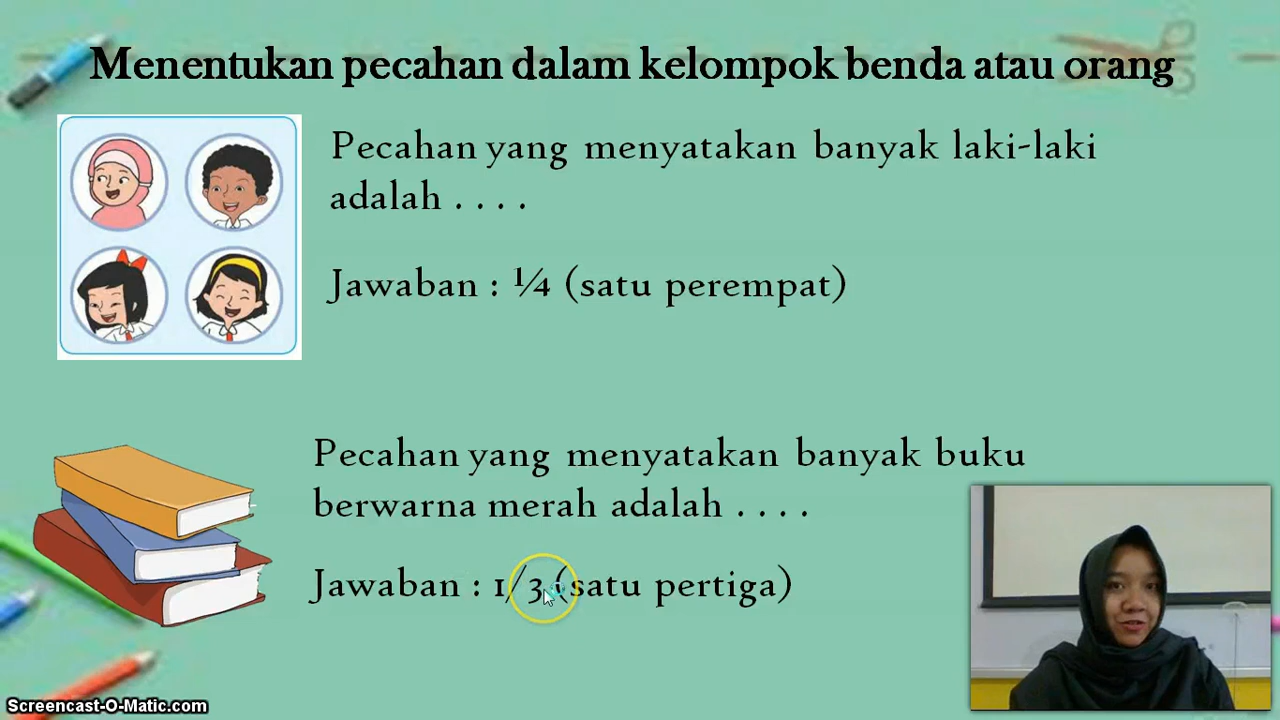 Menentukan pecahan dalam kelompok benda atau orang
Pecahan yang menyatakan banyak laki-laki
adalah . . . .
Jawaban : ¼ (satu perempat)
Pecahan yang menyatakan banyak buku
berwarna merah adalah . . . .
Jawaban : 1/3 (satu pertiga)
Screencast-O-Matic.com